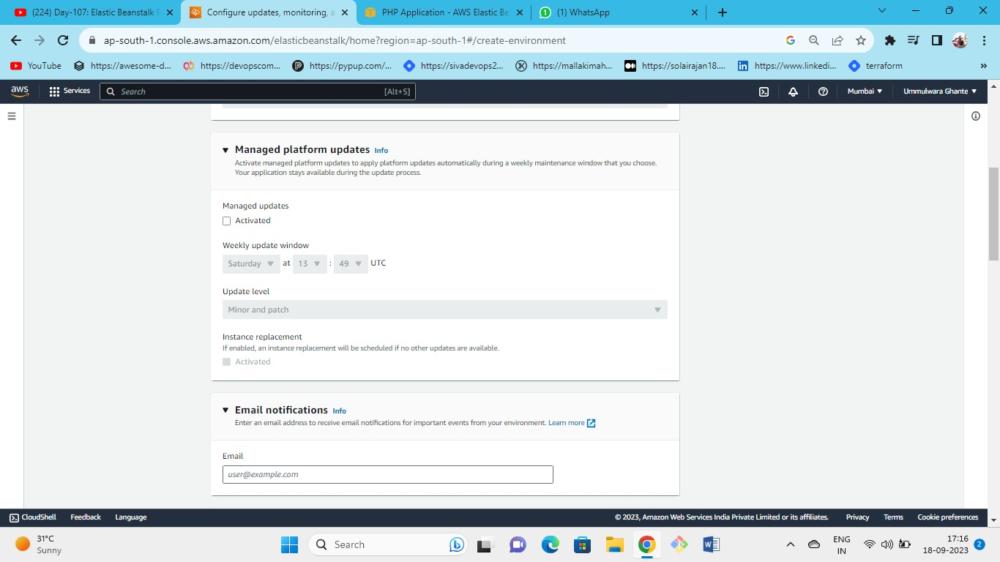 (224) Day-107: Elastic Beanstalk
Configure updates, monitoring, a
PHP Application - AWS Elastic Be
(1) WhatsApp
ap-south-1.console.aws.amazon.com/elasticbeanstalk/home?region=ap-south-1#/create-environment
YouTube
https://awesome-d...
https://devopscom...
https://pypup.com/...
https://sivadevops2...
https://mallakimah...
https://solairajan18....
https://www.linkedi...
terraform
»
aws
Services
Search
[Alt+S]
Mumbai
Ummulwara Ghante
Managed platform updates Info
Activate managed platform updates to apply platform updates automatically during a weekly maintenance window that you choose.
Your application stays available during the update process.
Managed updates
Activated
Weekly update window
Saturday at 13 : 49 UTC
Update level
Minor and patch
Instance replacement
If enabled, an instance replacement will be scheduled if no other updates are available.
Activated
Email notifications Info
Enter an email address to receive email notifications for important events from your environment. Learn more
Email
user@example.com
CloudShell
Feedback
Language
© 2023, Amazon Web Services India Private Limited or its affiliates.
Privacy
Terms
Cookie preferences
31°C
Sunny
Search
ENG
IN
17:16
18-09-2023
2